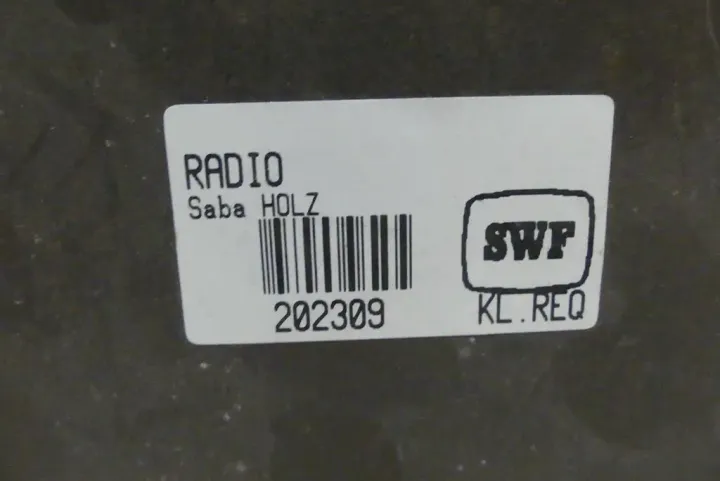 RADIO
Saba HOLZ
202309
SWF
KL.REQ